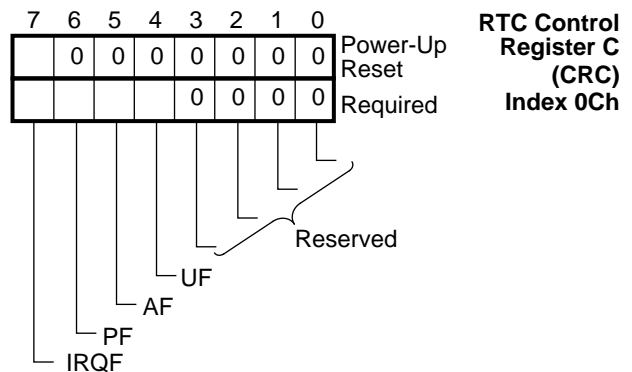 7 6 5 4 3 2 1 0
RTC Control
Register C
(CRC)
Index 0Ch
0 0 0 0 0 0 0
Power-Up
Reset
0 0 0 0
Required
Reserved
UF
AF
PF
IRQF